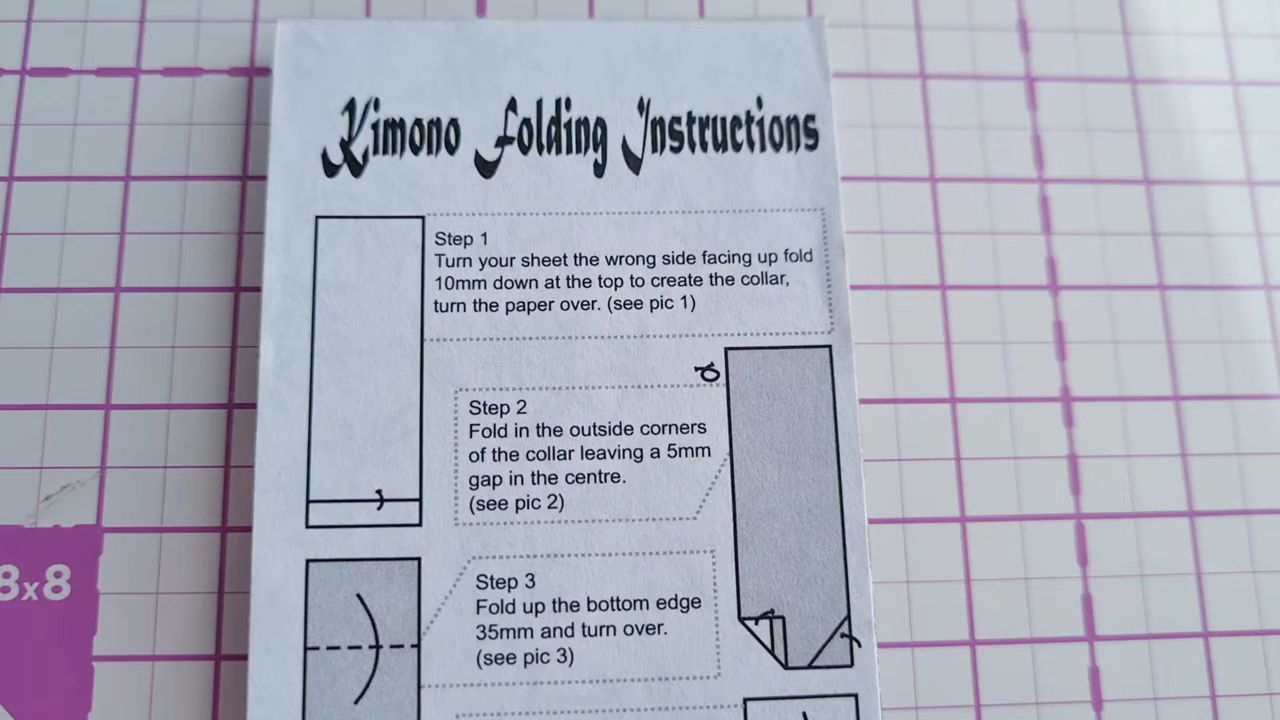 Kimono Folding Instructions
Step 1
Turn your sheet the wrong side facing up fold
10mm down at the top to create the collar,
turn the paper over. (see pic 1)
Step 2
Fold in the outside corners
of the collar leaving a 5mm
gap in the centre.
(see pic 2)
Step 3
Fold up the bottom edge
35mm and turn over.
(see pic 3)
8x8